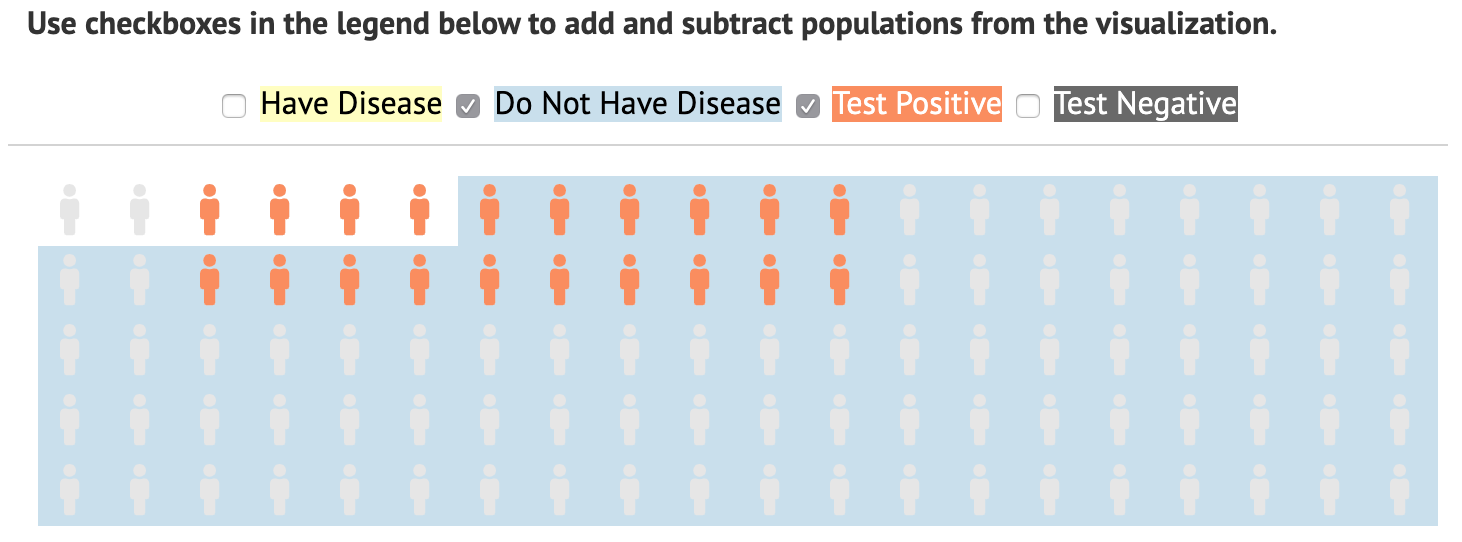 Use checkboxes in the legend below to add and subtract populations from the visualization.
Have Disease Do Not Have Disease Test Positive Test Negative